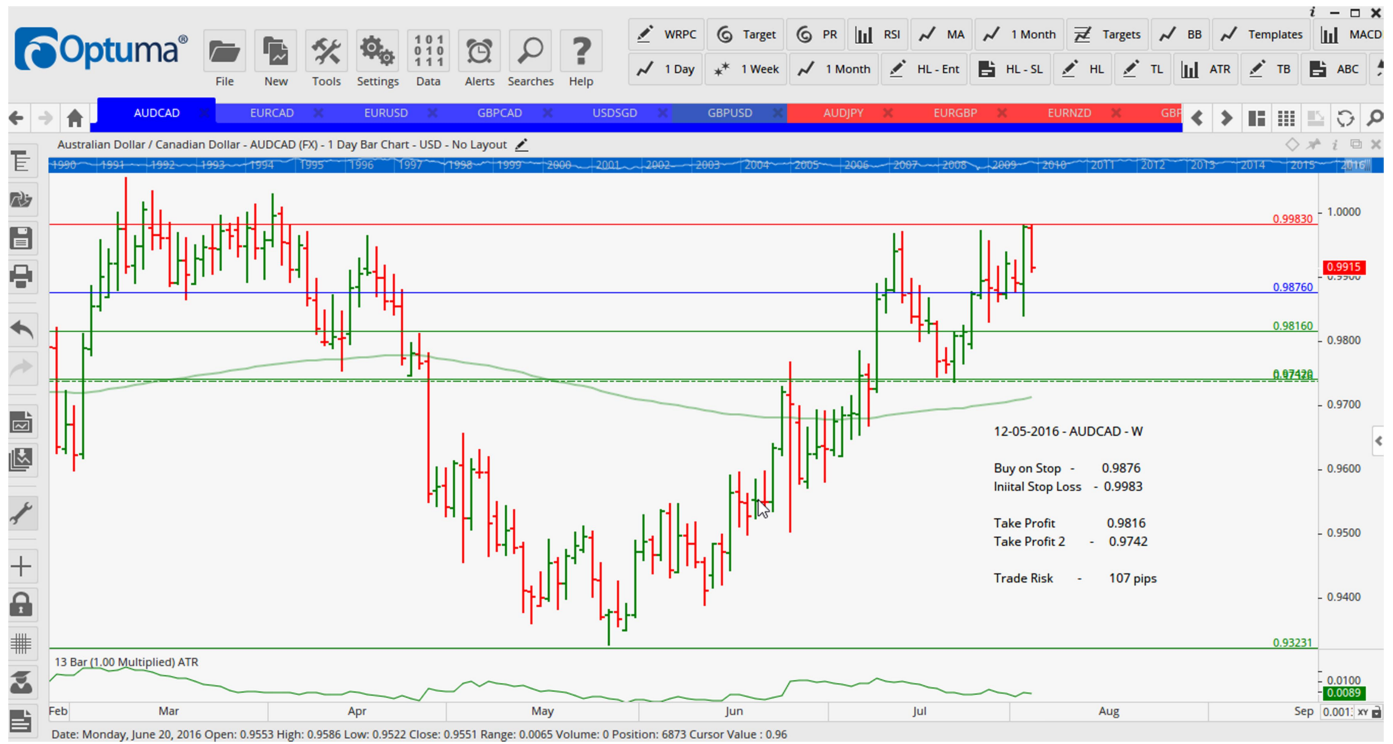 Optuma®
File New Tools Settings Data Alerts Searches Help
WRPC Target PR RSI MA 1 Month Targets BB Templates MACD
1 Day 1 Week 1 Month HL - Ent HL - SL HL TL ATR TB ABC
AUDCAD EURCAD EURUSD GBPCAD USDSGD GBPUSD AUDJPY EURGBP EURNZD
Australian Dollar / Canadian Dollar - AUDCAD (FX) - 1 Day Bar Chart - USD - No Layout
1990 1991 1992 1993 1994 1995 1996 1997 1998 1999 2000 2001 2002 2003 2004 2005 2006 2007 2008 2009 2010 2011 2012 2013 2014 2015 2016
1.0000
0.99830
0.9915
0.9900
0.98760
0.98160
0.9800
0.97420
0.9700
12-05-2016 - AUDCAD - W
Buy on Stop - 0.9876
0.9600
Iniital Stop Loss - 0.9983
Take Profit 0.9816
0.9500
Take Profit 2 - 0.9742
Trade Risk - 107 pips
0.9400
0.93231
13 Bar (1.00 Multiplied) ATR
0.0100
0.0089
Feb Mar Apr May Jun Jul Aug Sep
XY
Date: Monday, June 20, 2016 Open: 0.9553 High: 0.9586 Low: 0.9522 Close: 0.9551 Range: 0.0065 Volume: 0 Position: 6873 Cursor Value : 0.96